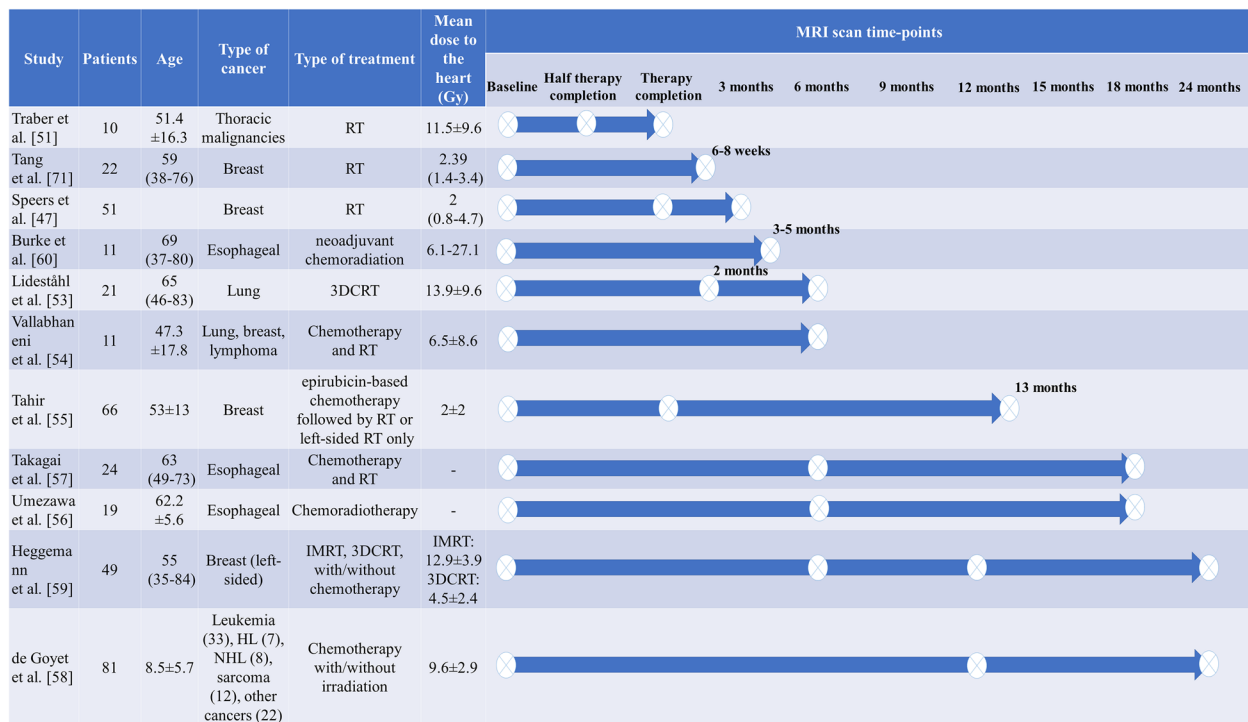 Study
Patients
Age
Type of
cancer
Type of treatment
Mean
dose to
the
heart
(Gy)
MRI scan time-points
Baseline
Half therapy
completion
Therapy
completion
3 months
6 months
9 months
12 months
15 months
18 months
24 months
Traber
et al. [51]
10
51.4
±16.3
Thoracic
malignancies
RT
11.5±9.6
Tang
et al. [71]
22
59
(38-76)
Breast
RT
2.39
(1.4-3.4)
6-8 weeks
Speers
et al. [47]
51
Breast
RT
2
(0.8-4.7)
Burke et
al. [60]
11
69
(37-80)
Esophageal
neoadjuvant
chemoradiation
6.1-27.1
3-5 months
Lideståhl
et al. [53]
21
65
(46-83)
Lung
3DCRT
13.9±9.6
2 months
Vallabhan
eni
et al. [54]
11
47.3
±17.8
Lung, breast,
lymphoma
Chemotherapy
and RT
6.5±8.6
Tahir
et al. [55]
66
53±13
Breast
epirubicin-based
chemotherapy
followed by RT or
left-sided RT only
2±2
13 months
Takagai
et al. [57]
24
63
(49-73)
Esophageal
Chemotherapy
and RT
-
Umezawa
et al. [56]
19
62.2
±5.6
Esophageal
Chemoradiotherapy
-
Heggema
nn
et al. [59]
49
55
(35-84)
Breast (left-
sided)
IMRT, 3DCRT,
with/without
chemotherapy
IMRT:
12.9±3.9
3DCRT:
4.5±2.4
de Goyet
et al. [58]
81
8.5±5.7
Leukemia
(33), HL (7),
NHL (8),
sarcoma
(12), other
cancers (22)
Chemotherapy
with/without
irradiation
9.6±2.9